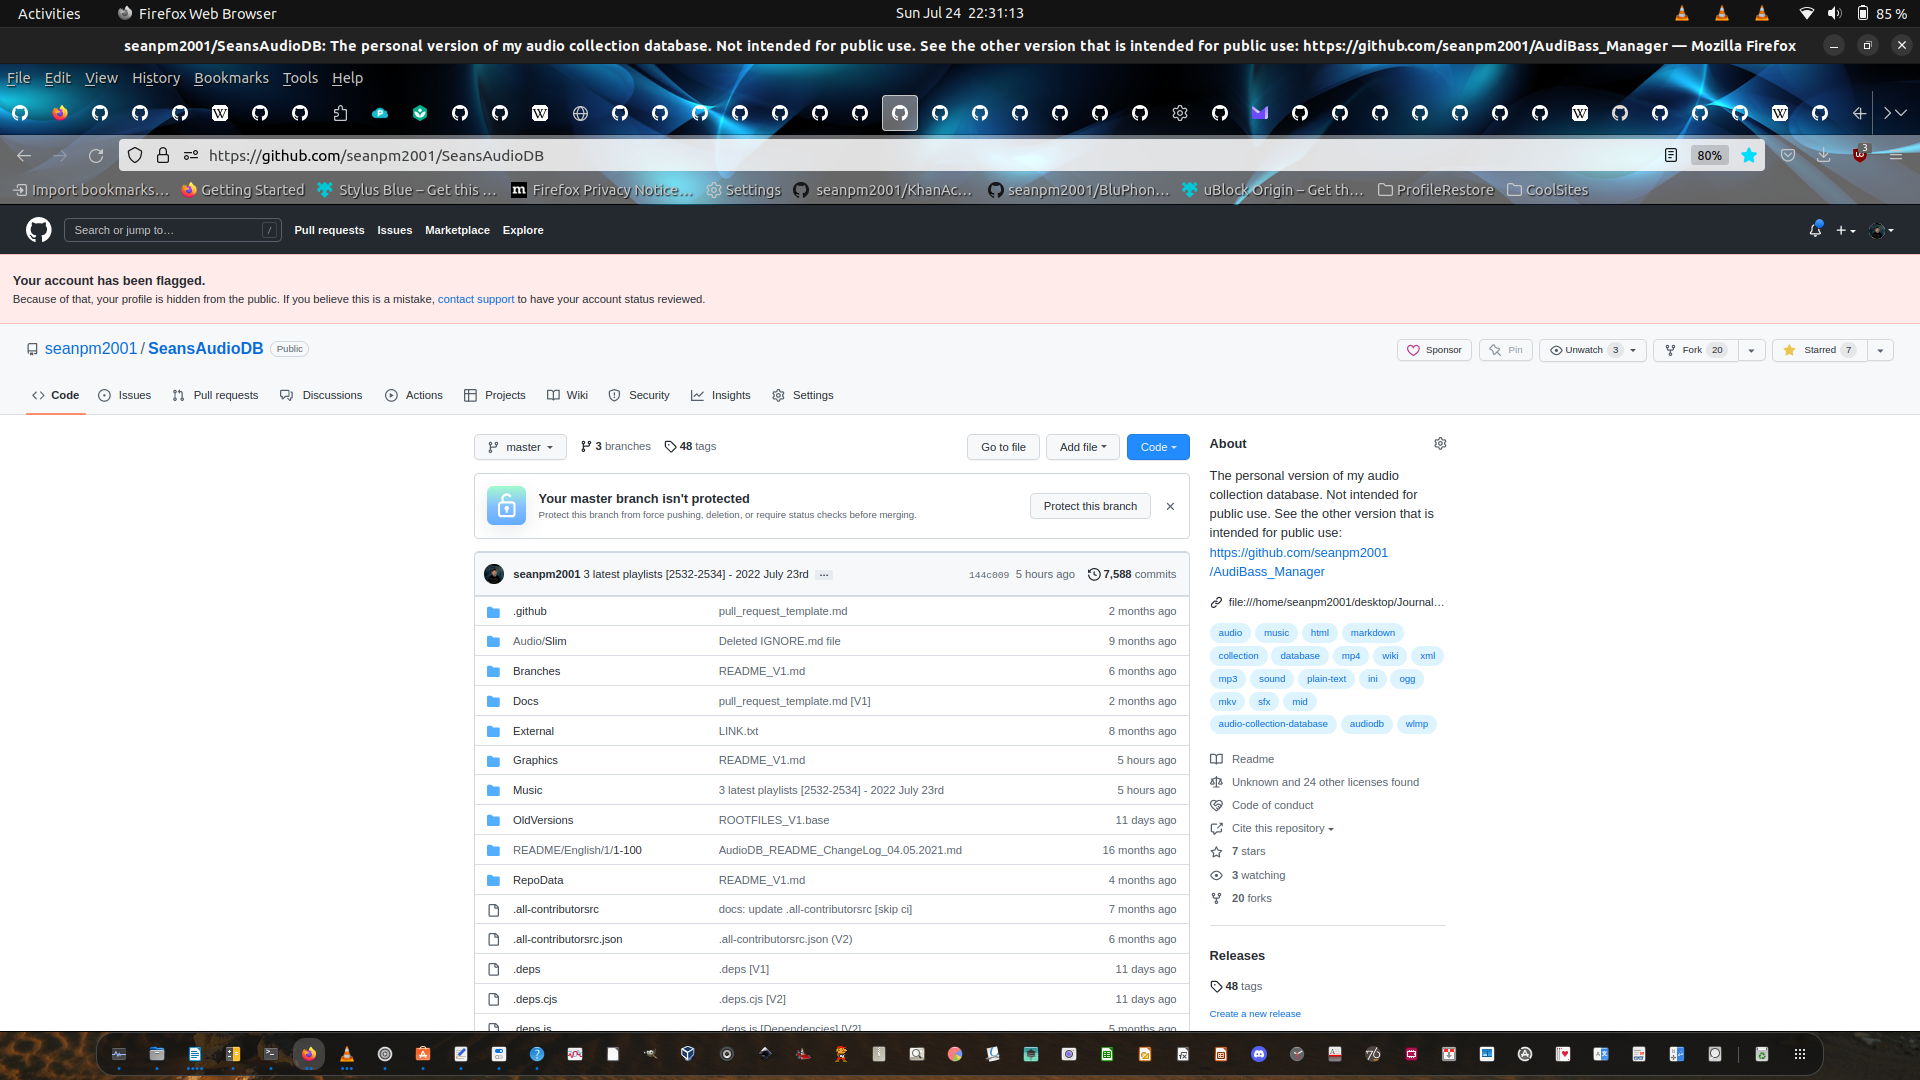 Activities
Firefox Web Browser
Sun Jul 24 22:31:13
85 %
seanpm2001/SeansAudioDB: The personal version of my audio collection database. Not intended for public use. See the other version that is intended for public use: https://github.com/seanpm2001/AudiBass_Manager — Mozilla Firefox
File Edit View History Bookmarks Tools Help
https://github.com/seanpm2001/SeansAudioDB
80%
3
Import bookmarks…
Getting Started
Stylus Blue – Get this …
Firefox Privacy Notice…
Settings
seanpm2001/KhanAc…
seanpm2001/BluPhon…
uBlock Origin – Get th…
ProfileRestore
CoolSites
Search or jump to… /
Pull requests Issues Marketplace Explore
Your account has been flagged.
Because of that, your profile is hidden from the public. If you believe this is a mistake, contact support to have your account status reviewed.
seanpm2001 / SeansAudioDB Public
Sponsor Pin Unwatch 3 Fork 20 Starred 7
Code Issues Pull requests Discussions Actions Projects Wiki Security Insights Settings
master 3 branches 48 tags
Go to file Add file Code
Your master branch isn't protected
Protect this branch from force pushing, deletion, or require status checks before merging.
Protect this branch
seanpm2001 3 latest playlists [2532-2534] - 2022 July 23rd … 144c009 5 hours ago 7,588 commits
.github pull_request_template.md 2 months ago
Audio/Slim Deleted IGNORE.md file 9 months ago
Branches README_V1.md 6 months ago
Docs pull_request_template.md [V1] 2 months ago
External LINK.txt 8 months ago
Graphics README_V1.md 5 hours ago
Music 3 latest playlists [2532-2534] - 2022 July 23rd 5 hours ago
OldVersions ROOTFILES_V1.base 11 days ago
README/English/1/1-100 AudioDB_README_ChangeLog_04.05.2021.md 16 months ago
RepoData README_V1.md 4 months ago
.all-contributorsrc docs: update .all-contributorsrc [skip ci] 7 months ago
.all-contributorsrc.json .all-contributorsrc.json (V2) 6 months ago
.deps .deps [V1] 11 days ago
.deps.cjs .deps.cjs [V2] 11 days ago
.deps.js .deps.js [Dependencies] [V2] 5 months ago
About
The personal version of my audio
collection database. Not intended for
public use. See the other version that is
intended for public use:
https://github.com/seanpm2001
/AudiBass_Manager
file:///home/seanpm2001/desktop/Journal…
audio music html markdown
collection database mp4 wiki xml
mp3 sound plain-text ini ogg
mkv sfx mid
audio-collection-database audiodb wlmp
Readme
Unknown and 24 other licenses found
Code of conduct
Cite this repository
7 stars
3 watching
20 forks
Releases
48 tags
Create a new release